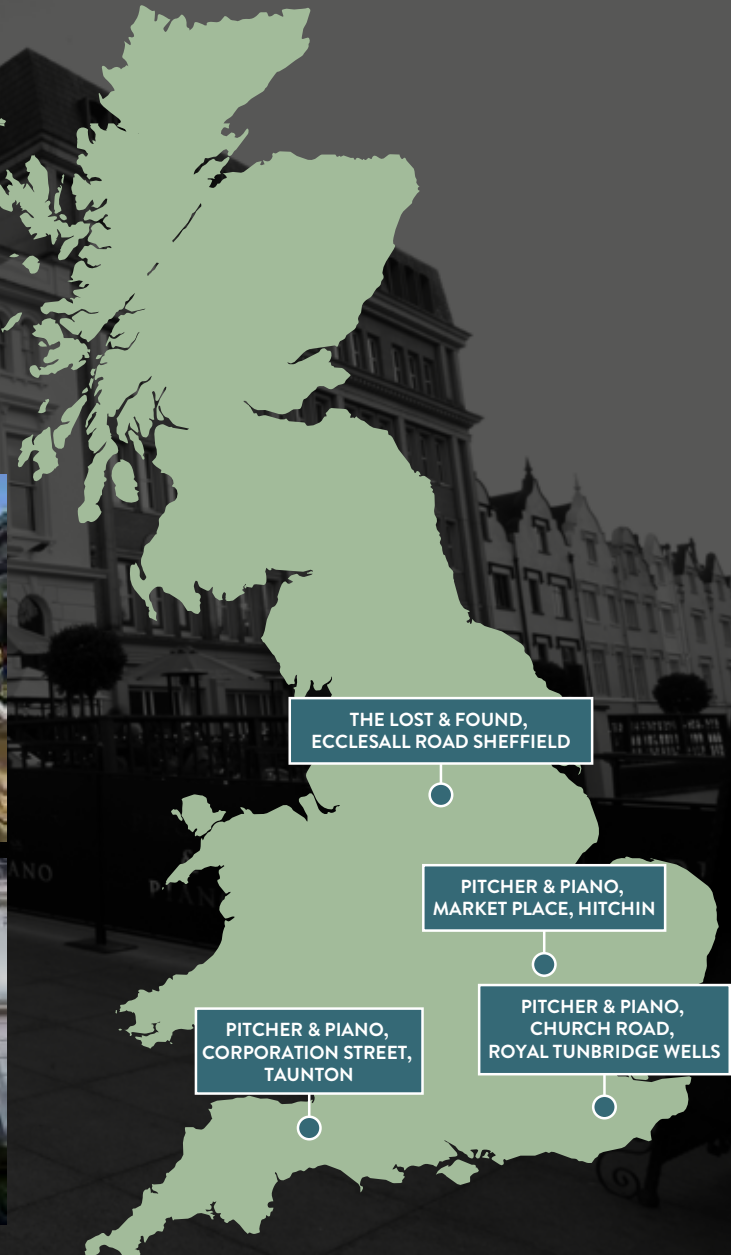 THE LOST & FOUND,
ECCLESALL ROAD SHEFFIELD
PITCHER & PIANO,
MARKET PLACE, HITCHIN
PITCHER & PIANO,
CHURCH ROAD,
ROYAL TUNBRIDGE WELLS
PITCHER & PIANO,
CORPORATION STREET,
TAUNTON